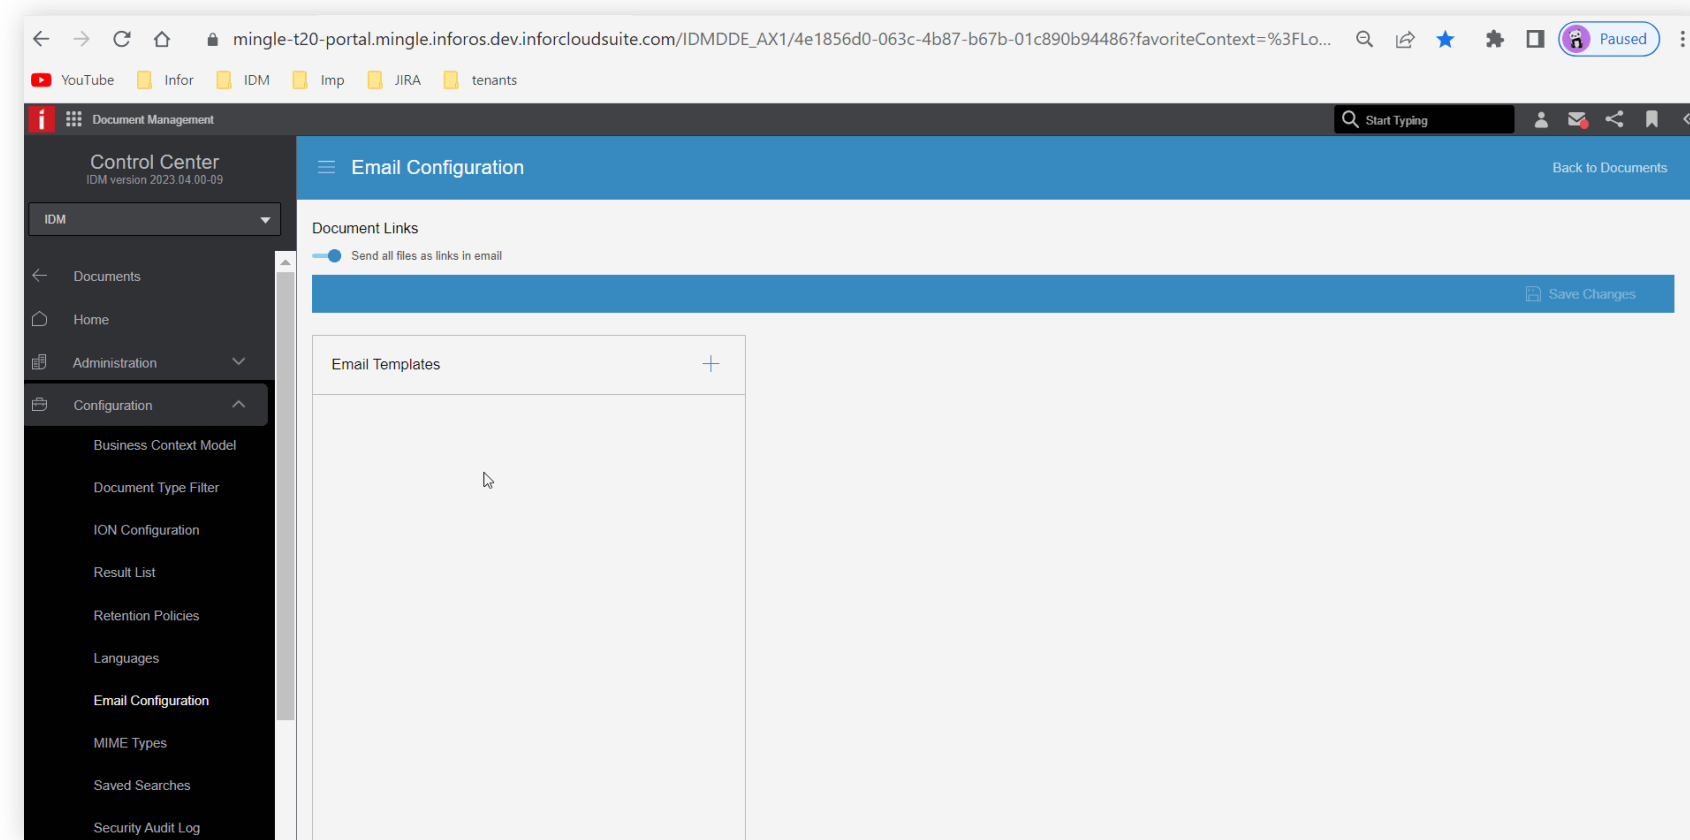 mingle-t20-portal.mingle.inforos.dev.inforcloudsuite.com/IDMDDE_AX1/4e1856d0-063c-4b87-b67b-01c890b94486?favoriteContext=%3FLo...
Paused
YouTube Infor IDM Imp JIRA tenants
i Document Management
Start Typing
Control Center
IDM version 2023.04.00-09
IDM
Documents
Home
Administration
Configuration
Business Context Model
Document Type Filter
ION Configuration
Result List
Retention Policies
Languages
Email Configuration
MIME Types
Saved Searches
Security Audit Log
Email Configuration
Back to Documents
Document Links
Send all files as links in email
Save Changes
Email Templates